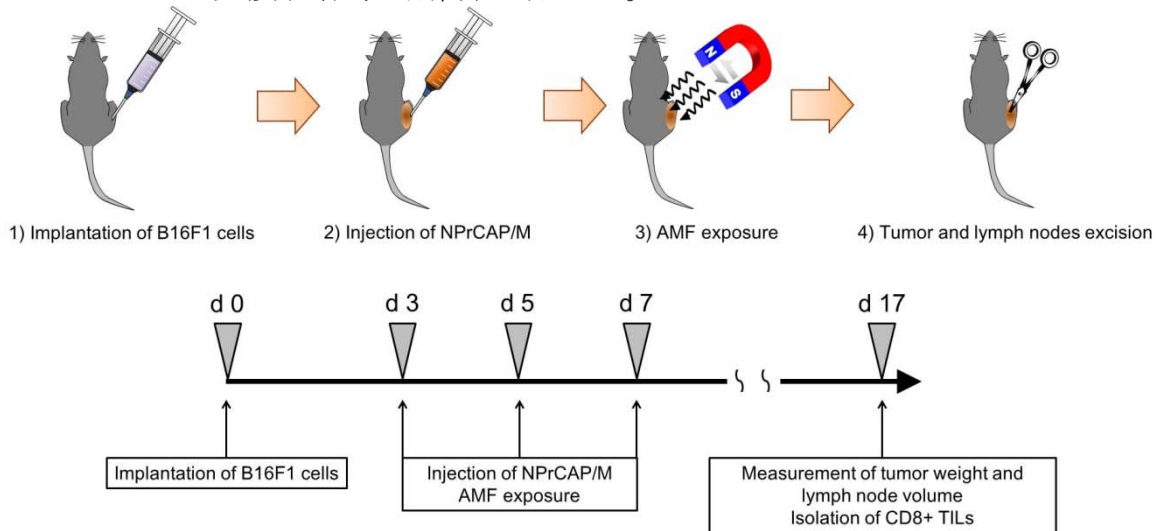 1) Implantation of B16F1 cells
2) Injection of NPrCAP/M
3) AMF exposure
4) Tumor and lymph nodes excision
N
S
d 0
d 3
d 5
d 7
d 17
Implantation of B16F1 cells
Injection of NPrCAP/M
AMF exposure
Measurement of tumor weight and
lymph node volume
Isolation of CD8+ TILs